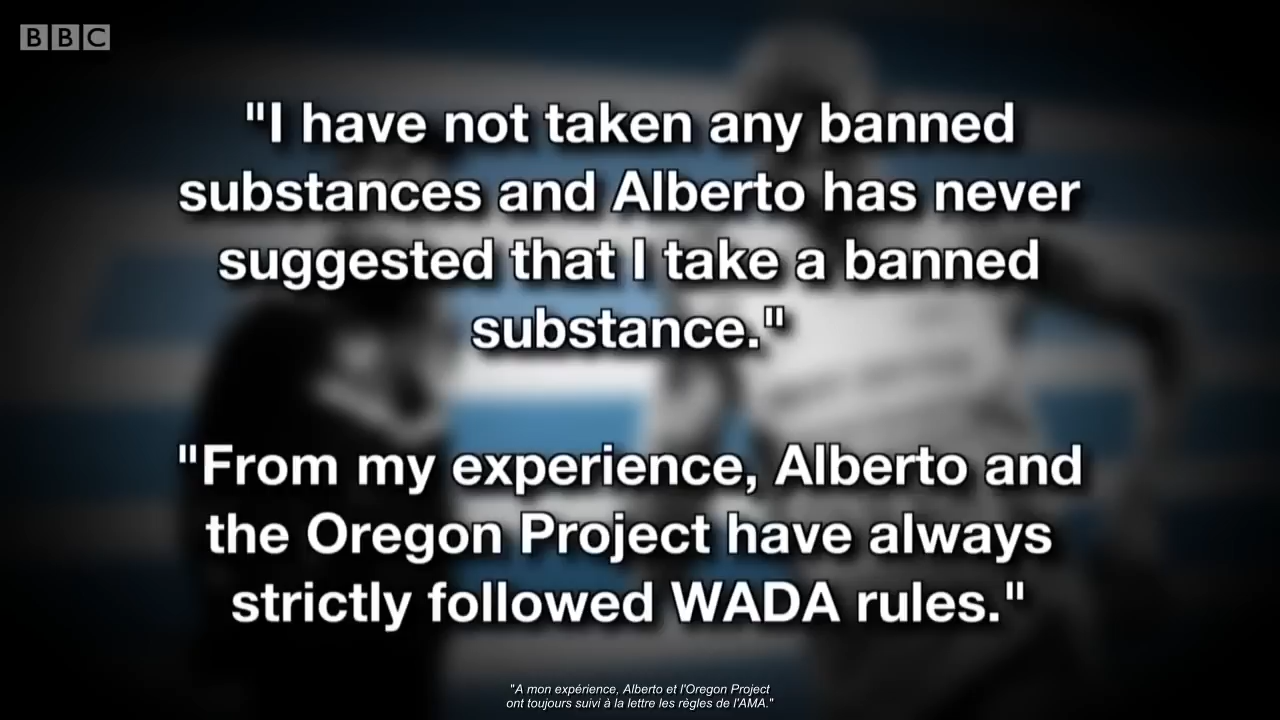 BBC
"I have not taken any banned
substances and Alberto has never
suggested that I take a banned
substance."
"From my experience, Alberto and
the Oregon Project have always
strictly followed WADA rules."
"A mon expérience, Alberto et l'Oregon Project
ont toujours suivi à la lettre les règles de l'AMA."